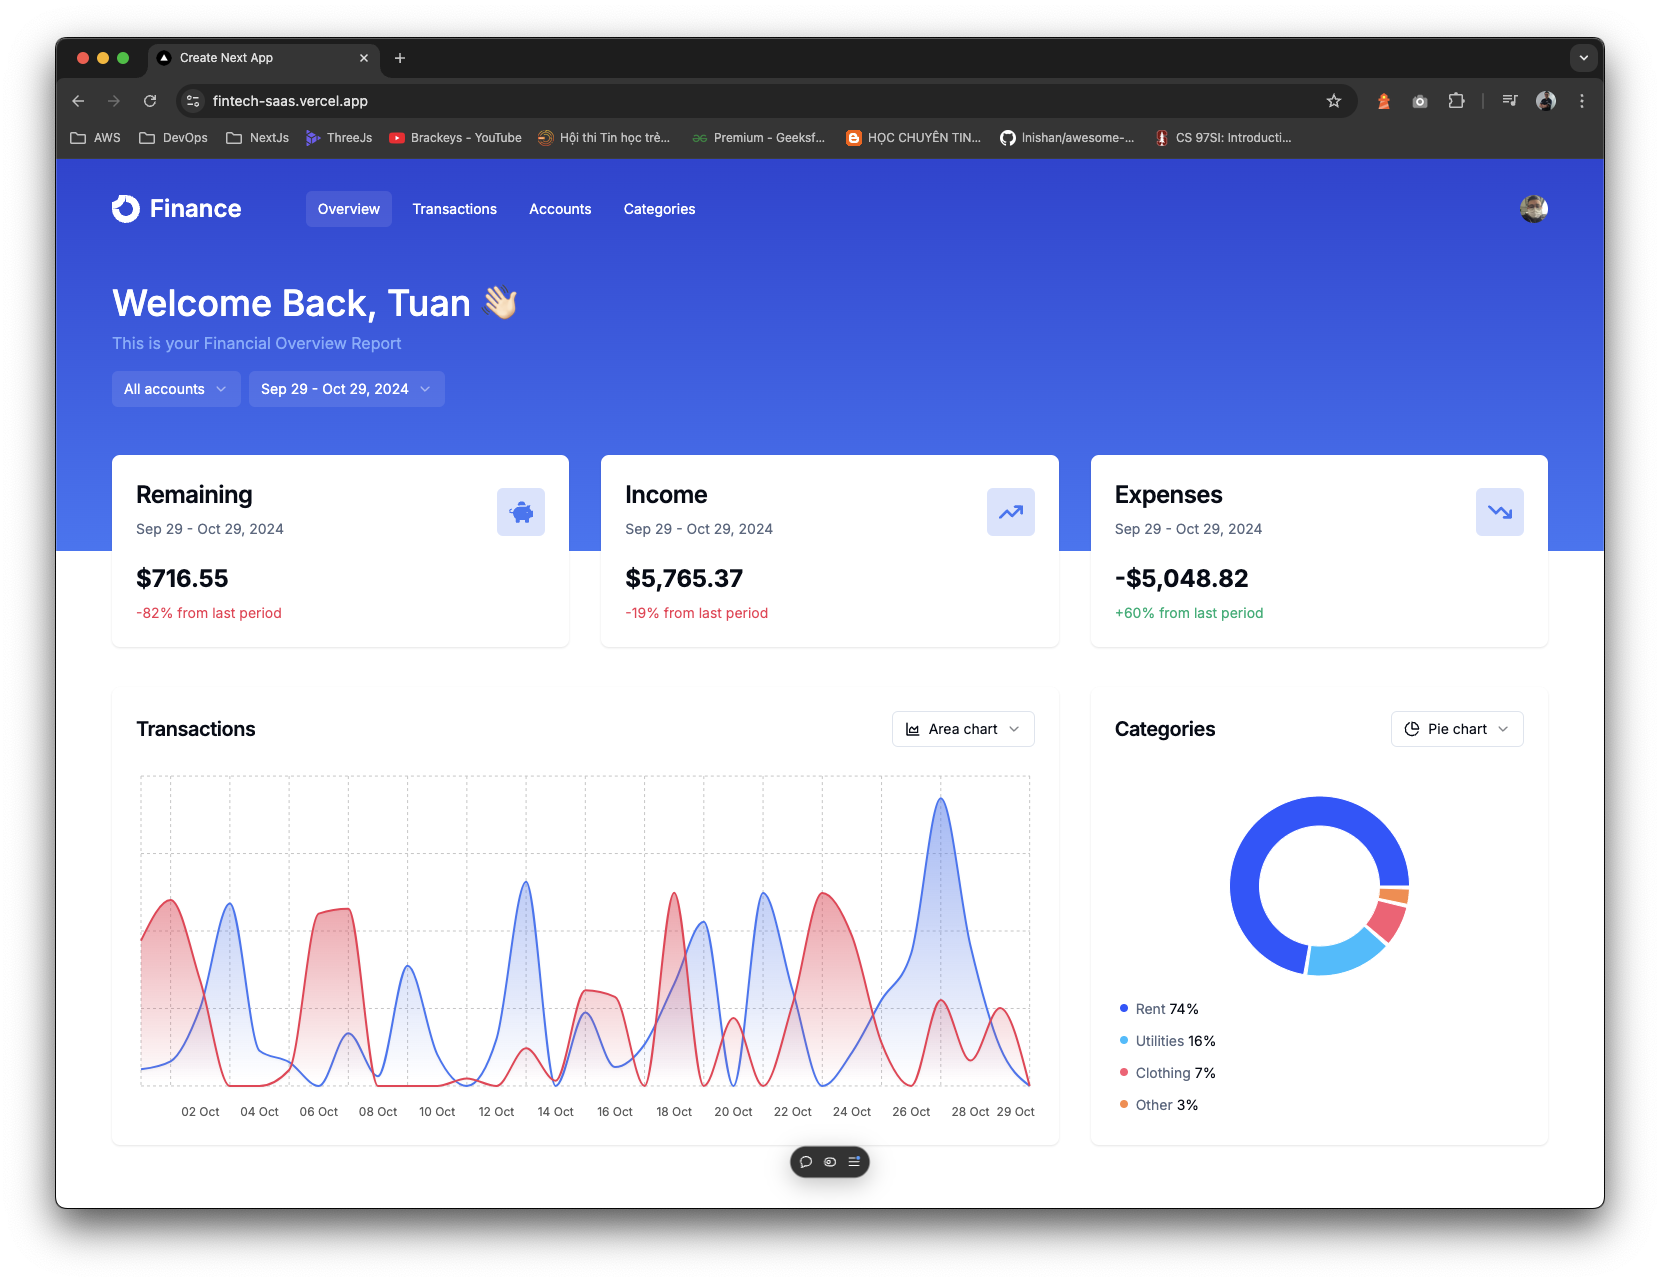 Create Next App
fintech-saas.vercel.app
AWS DevOps NextJs ThreeJs Brackeys - YouTube Hội thi Tin học trẻ... Premium - Geeksf... HỌC CHUYÊN TIN... Inishan/awesome-... CS 97SI: Introducti...
Finance Overview Transactions Accounts Categories
Welcome Back, Tuan 👋🏻
This is your Financial Overview Report
All accounts Sep 29 - Oct 29, 2024
Remaining
Sep 29 - Oct 29, 2024
$716.55
-82% from last period
Income
Sep 29 - Oct 29, 2024
$5,765.37
-19% from last period
Expenses
Sep 29 - Oct 29, 2024
-$5,048.82
+60% from last period
Transactions Area chart
02 Oct 04 Oct 06 Oct 08 Oct 10 Oct 12 Oct 14 Oct 16 Oct 18 Oct 20 Oct 22 Oct 24 Oct 26 Oct 28 Oct 29 Oct
Categories Pie chart
Rent 74%
Utilities 16%
Clothing 7%
Other 3%